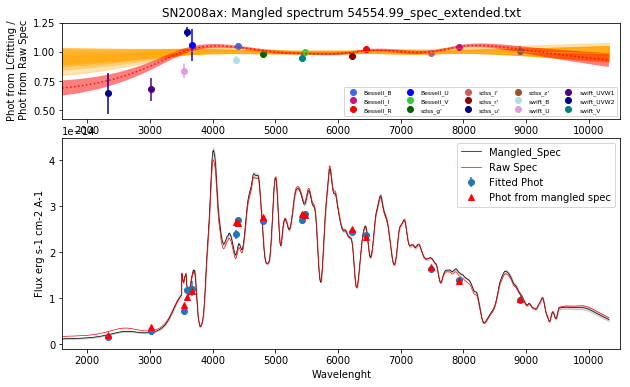 SN2008ax: Mangled spectrum 54554.99_spec_extended.txt
Phot from LCfitting /
Phot from Raw Spec
1.25
1.00
0.75
0.50
Bessell_B
Bessell_I
Bessell_R
Bessell_U
Bessell_V
sdss_g'
sdss_i'
sdss_r'
sdss_u'
sdss_z'
swift_B
swift_U
swift_UVW1
swift_UVW2
swift_V
2000 3000 4000 5000 6000 7000 8000 9000 10000
1e−14
Flux erg s-1 cm-2 A-1
4
3
2
1
0
Mangled_Spec
Raw Spec
Fitted Phot
Phot from mangled spec
2000 3000 4000 5000 6000 7000 8000 9000 10000
Wavelenght